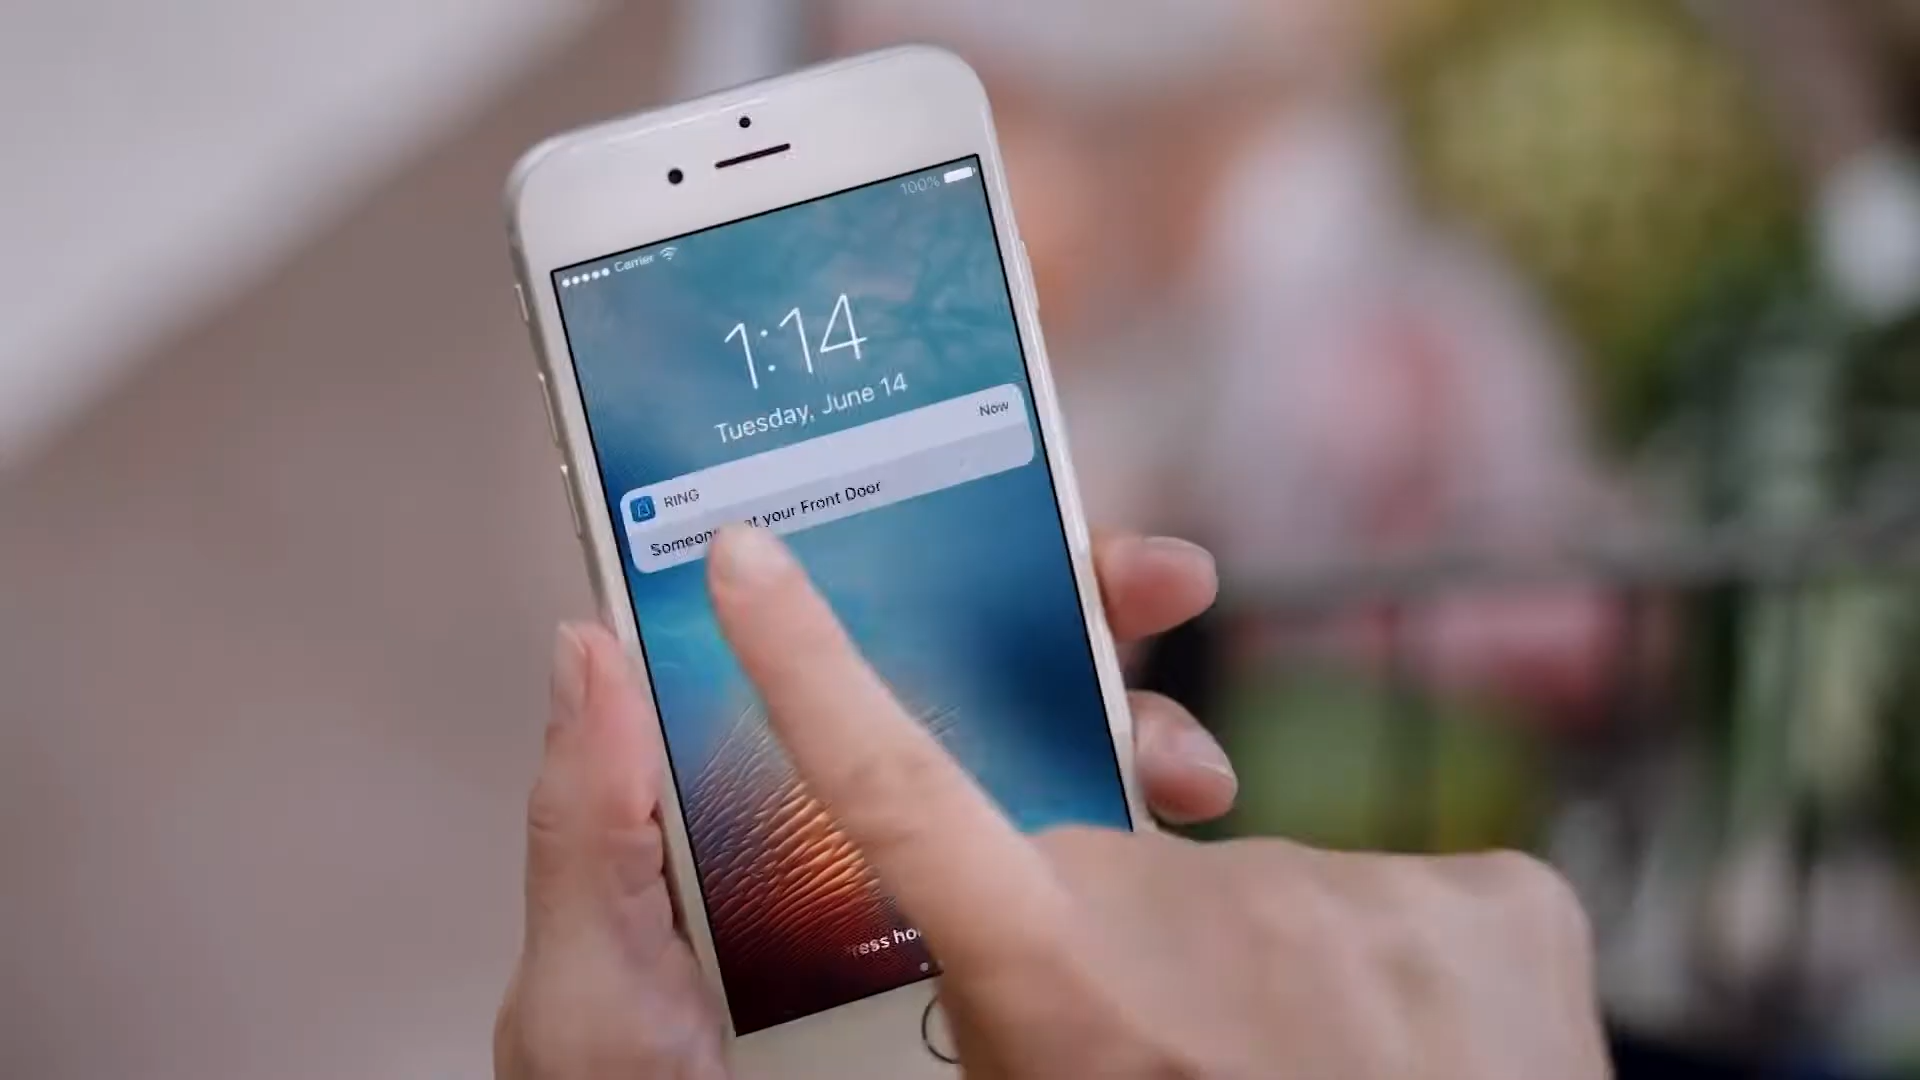 Carrier 100%
1:14
Tuesday, June 14
RING Now
your Front Door